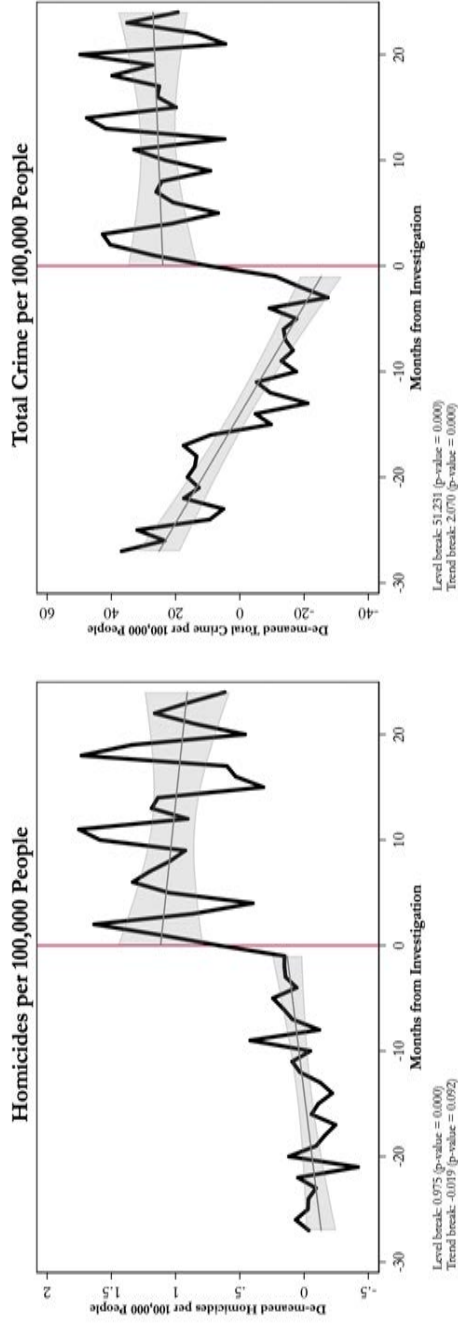 Homicides per 100,000 People
De-meaned Homicides per 100,000 People
2
1.5
1
.5
0
-.5
-30
-20
-10
0
10
20
Months from Investigation
Level break: 0.975 (p-value = 0.000)
Trend break: -0.019 (p-value = 0.092)
Total Crime per 100,000 People
De-meaned Total Crime per 100,000 People
60
40
20
0
-20
-40
-30
-20
-10
0
10
20
Months from Investigation
Level break: 51.231 (p-value = 0.000)
Trend break: 2.070 (p-value = 0.000)